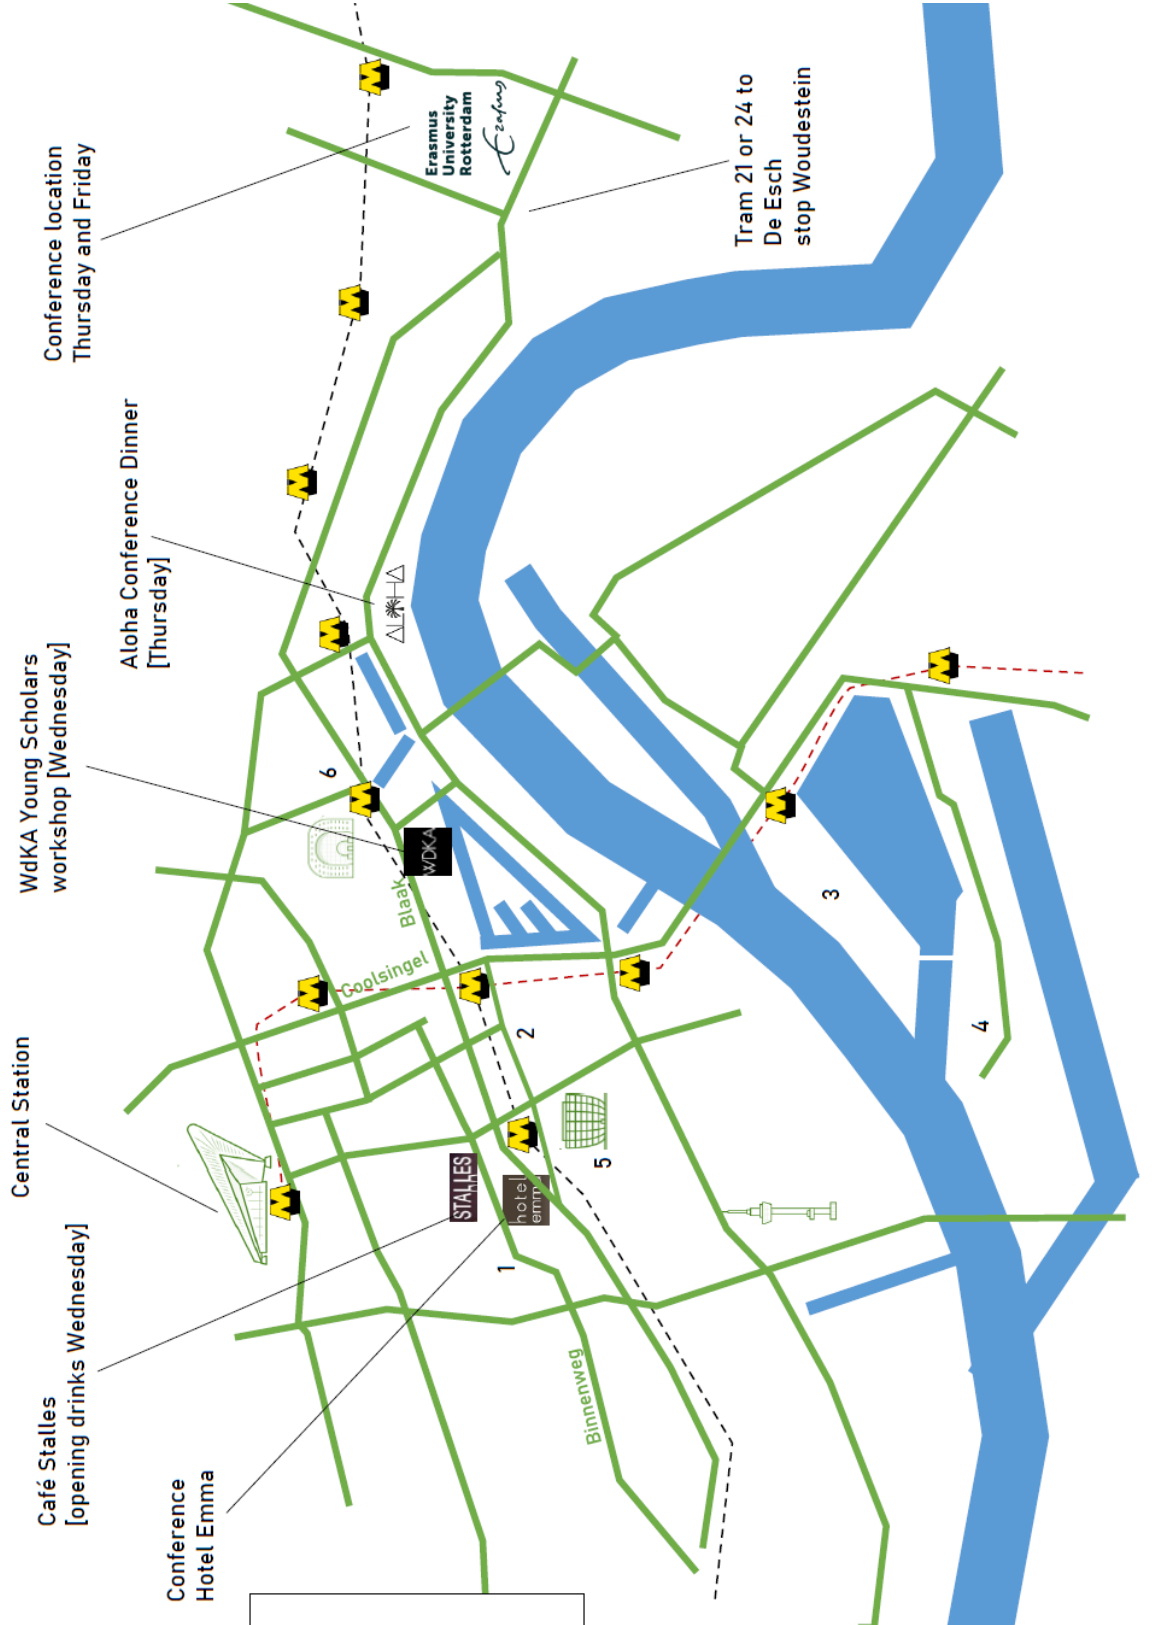 Café Stalles
[opening drinks Wednesday]
Conference
Hotel Emma
Central Station
WdKA Young Scholars
workshop [Wednesday]
Aloha Conference Dinner
[Thursday]
Conference location
Thursday and Friday
Erasmus
University
Rotterdam
Erasmus
Tram 21 or 24 to
De Esch
stop Woudestein
ALOHA
WDKA
Blaak
Coolsingel
STALLES
hotel
emma
Binnenweg
1
2
3
4
5
6
M
M
M
M
M
M
M
M
M
M
M
M